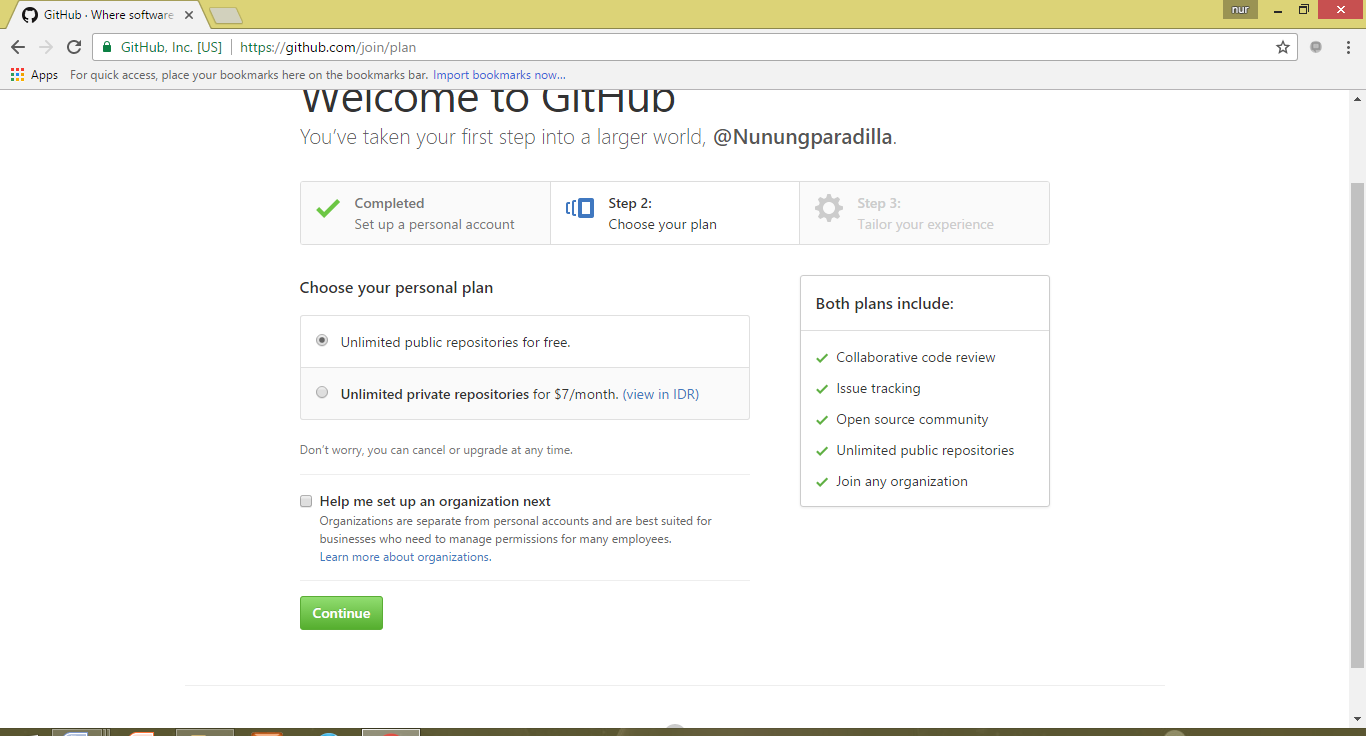 GitHub · Where software
nur
GitHub, Inc. [US] https://github.com/join/plan
Apps For quick access, place your bookmarks here on the bookmarks bar. Import bookmarks now...
Welcome to GitHub
You've taken your first step into a larger world, @Nunungparadilla.
Completed
Set up a personal account
Step 2:
Choose your plan
Step 3:
Tailor your experience
Choose your personal plan
Unlimited public repositories for free.
Unlimited private repositories for $7/month. (view in IDR)
Don't worry, you can cancel or upgrade at any time.
Help me set up an organization next
Organizations are separate from personal accounts and are best suited for
businesses who need to manage permissions for many employees.
Learn more about organizations.
Continue
Both plans include:
Collaborative code review
Issue tracking
Open source community
Unlimited public repositories
Join any organization